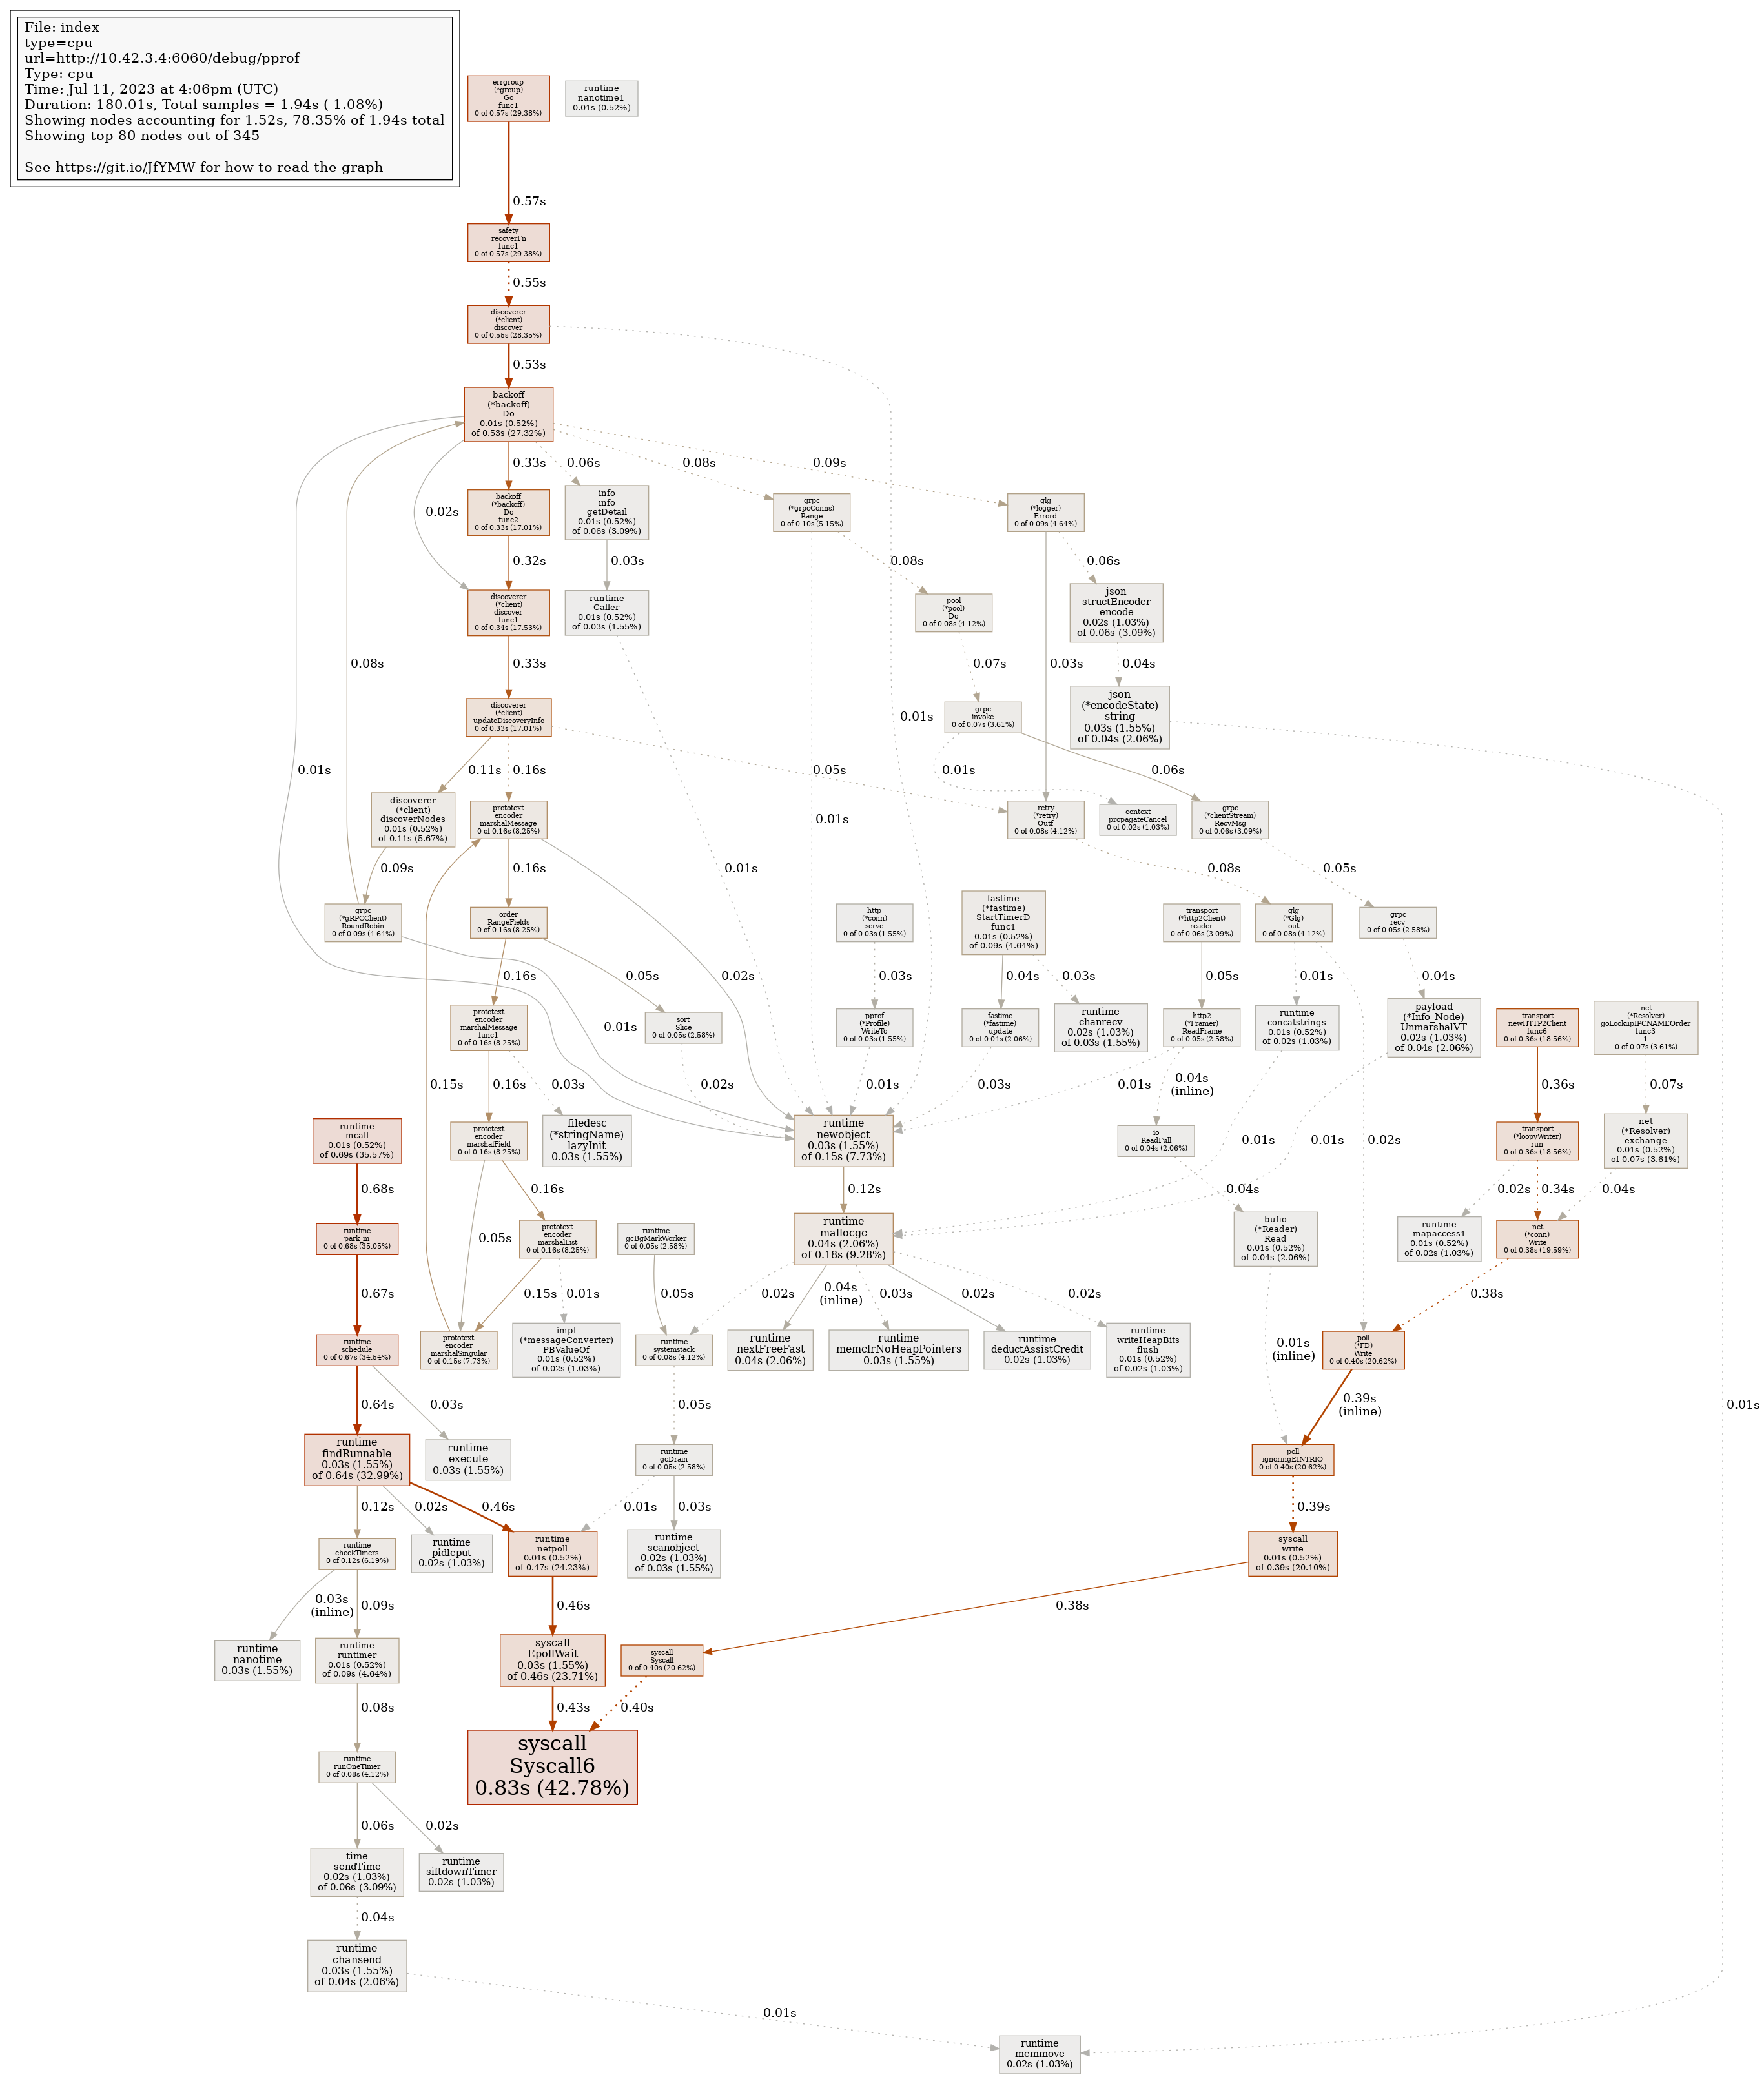 File: index
type=cpu
url=http://10.42.3.4:6060/debug/pprof
Type: cpu
Time: Jul 11, 2023 at 4:06pm (UTC)
Duration: 180.01s, Total samples = 1.94s ( 1.08%)
Showing nodes accounting for 1.52s, 78.35% of 1.94s total
Showing top 80 nodes out of 345
See https://git.io/JfYMW for how to read the graph
errgroup
(*group)
Go
func1
0 of 0.57s (29.38%)
runtime
nanotime1
0.01s (0.52%)
0.57s
safety
recoverFn
func1
0 of 0.57s (29.38%)
0.55s
discoverer
(*client)
discover
0 of 0.55s (28.35%)
0.53s
backoff
(*backoff)
Do
0.01s (0.52%)
of 0.53s (27.32%)
0.33s
0.06s
0.08s
0.09s
0.02s
backoff
(*backoff)
Do
func2
0 of 0.33s (17.01%)
info
info
getDetail
0.01s (0.52%)
of 0.06s (3.09%)
grpc
(*grpcConns)
Range
0 of 0.10s (5.15%)
glg
(*logger)
Errord
0 of 0.09s (4.64%)
0.32s
0.03s
0.08s
0.06s
discoverer
(*client)
discover
func1
0 of 0.34s (17.53%)
runtime
Caller
0.01s (0.52%)
of 0.03s (1.55%)
pool
(*pool)
Do
0 of 0.08s (4.12%)
json
structEncoder
encode
0.02s (1.03%)
of 0.06s (3.09%)
0.08s
0.33s
0.07s
0.03s
0.04s
discoverer
(*client)
updateDiscoveryInfo
0 of 0.33s (17.01%)
0.01s
grpc
invoke
0 of 0.07s (3.61%)
json
(*encodeState)
string
0.03s (1.55%)
of 0.04s (2.06%)
0.01s
0.11s
0.16s
0.05s
0.01s
0.06s
discoverer
(*client)
discoverNodes
0.01s (0.52%)
of 0.11s (5.67%)
prototext
encoder
marshalMessage
0 of 0.16s (8.25%)
0.01s
retry
(*retry)
Outf
0 of 0.08s (4.12%)
context
propagateCancel
0 of 0.02s (1.03%)
grpc
(*clientStream)
RecvMsg
0 of 0.06s (3.09%)
0.09s
0.16s
0.01s
0.08s
0.05s
grpc
(*gRPCClient)
RoundRobin
0 of 0.09s (4.64%)
order
RangeFields
0 of 0.16s (8.25%)
http
(*conn)
serve
0 of 0.03s (1.55%)
fastime
(*fastime)
StartTimerD
func1
0.01s (0.52%)
of 0.09s (4.64%)
transport
(*http2Client)
reader
0 of 0.06s (3.09%)
glg
(*Glg)
out
0 of 0.08s (4.12%)
grpc
recv
0 of 0.05s (2.58%)
0.16s
0.05s
0.02s
0.03s
0.04s
0.03s
0.05s
0.01s
0.04s
prototext
encoder
marshalMessage
func1
0 of 0.16s (8.25%)
0.01s
sort
Slice
0 of 0.05s (2.58%)
pprof
(*Profile)
WriteTo
0 of 0.03s (1.55%)
fastime
(*fastime)
update
0 of 0.04s (2.06%)
runtime
chanrecv
0.02s (1.03%)
of 0.03s (1.55%)
http2
(*Framer)
ReadFrame
0 of 0.05s (2.58%)
runtime
concatstrings
0.01s (0.52%)
of 0.02s (1.03%)
payload
(*Info_Node)
UnmarshalVT
0.02s (1.03%)
of 0.04s (2.06%)
transport
newHTTP2Client
func6
0 of 0.36s (18.56%)
net
(*Resolver)
goLookupIPCNAMEOrder
func3
1
0 of 0.07s (3.61%)
0.15s
0.16s
0.03s
0.02s
0.01s
0.03s
0.01s
0.04s
(inline)
0.36s
0.07s
runtime
mcall
0.01s (0.52%)
of 0.69s (35.57%)
prototext
encoder
marshalField
0 of 0.16s (8.25%)
filedesc
(*stringName)
lazyInit
0.03s (1.55%)
runtime
newobject
0.03s (1.55%)
of 0.15s (7.73%)
io
ReadFull
0 of 0.04s (2.06%)
0.01s
0.01s
0.02s
transport
(*loopyWriter)
run
0 of 0.36s (18.56%)
net
(*Resolver)
exchange
0.01s (0.52%)
of 0.07s (3.61%)
0.68s
0.16s
0.12s
0.04s
0.02s
0.34s
0.04s
runtime
park_m
0 of 0.68s (35.05%)
0.05s
prototext
encoder
marshalList
0 of 0.16s (8.25%)
runtime
gcBgMarkWorker
0 of 0.05s (2.58%)
runtime
mallocgc
0.04s (2.06%)
of 0.18s (9.28%)
bufio
(*Reader)
Read
0.01s (0.52%)
of 0.04s (2.06%)
runtime
mapaccess1
0.01s (0.52%)
of 0.02s (1.03%)
net
(*conn)
Write
0 of 0.38s (19.59%)
0.67s
0.15s
0.01s
0.05s
0.02s
0.04s
(inline)
0.03s
0.02s
0.02s
0.38s
runtime
schedule
0 of 0.67s (34.54%)
prototext
encoder
marshalSingular
0 of 0.15s (7.73%)
impl
(*messageConverter)
PBValueOf
0.01s (0.52%)
of 0.02s (1.03%)
runtime
systemstack
0 of 0.08s (4.12%)
runtime
nextFreeFast
0.04s (2.06%)
runtime
memclrNoHeapPointers
0.03s (1.55%)
runtime
deductAssistCredit
0.02s (1.03%)
runtime
writeHeapBits
flush
0.01s (0.52%)
of 0.02s (1.03%)
0.01s
(inline)
poll
(*FD)
Write
0 of 0.40s (20.62%)
0.64s
0.03s
0.05s
0.39s
(inline)
0.01s
runtime
findRunnable
0.03s (1.55%)
of 0.64s (32.99%)
runtime
execute
0.03s (1.55%)
runtime
gcDrain
0 of 0.05s (2.58%)
poll
ignoringEINTRIO
0 of 0.40s (20.62%)
0.12s
0.02s
0.46s
0.01s
0.03s
0.39s
runtime
checkTimers
0 of 0.12s (6.19%)
runtime
pidleput
0.02s (1.03%)
runtime
netpoll
0.01s (0.52%)
of 0.47s (24.23%)
runtime
scanobject
0.02s (1.03%)
of 0.03s (1.55%)
syscall
write
0.01s (0.52%)
of 0.39s (20.10%)
0.03s
(inline)
0.09s
0.46s
0.38s
runtime
nanotime
0.03s (1.55%)
runtime
runtimer
0.01s (0.52%)
of 0.09s (4.64%)
syscall
EpollWait
0.03s (1.55%)
of 0.46s (23.71%)
syscall
Syscall
0 of 0.40s (20.62%)
0.08s
0.43s
0.40s
runtime
runOneTimer
0 of 0.08s (4.12%)
syscall
Syscall6
0.83s (42.78%)
0.06s
0.02s
time
sendTime
0.02s (1.03%)
of 0.06s (3.09%)
runtime
siftdownTimer
0.02s (1.03%)
0.04s
runtime
chansend
0.03s (1.55%)
of 0.04s (2.06%)
0.01s
runtime
memmove
0.02s (1.03%)